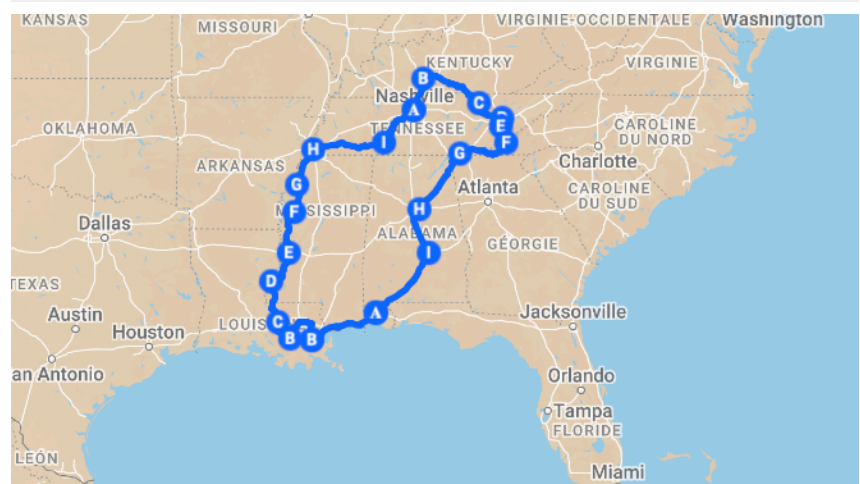 KANSAS
MISSOURI
VIRGINIE-OCCIDENTALE
Washington
KENTUCKY
VIRGINIE
B
Nashville
C
A
E
OKLAHOMA
TENNESSEE
CAROLINE
DU NORD
I
F
H
G
Charlotte
ARKANSAS
G
Atlanta
CAROLINE
DU SUD
F
MISSISSIPPI
H
Dallas
ALABAMA
GÉORGIE
E
I
D
TEXAS
Austin
C
A
Jacksonville
Houston
LOUIS
B
B
an Antonio
Orlando
Tampa
FLORIDE
LEÓN
Miami